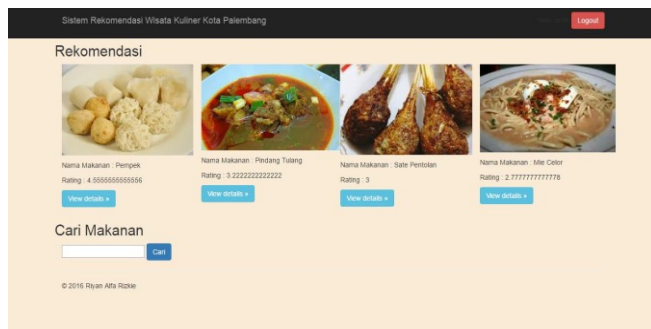 Sistem Rekomendasi Wisata Kuliner Kota Palembang
Logout
Rekomendasi
Nama Makanan : Pempek
Rating : 4.5555555555556
View details »
Nama Makanan : Pindang Tulang
Rating : 3.2222222222222
View details »
Nama Makanan : Sate Pentolan
Rating : 3
View details »
Nama Makanan : Mie Celor
Rating : 2.7777777777778
View details »
Cari Makanan
Cari
© 2016 Riyan Alfa Rizkie